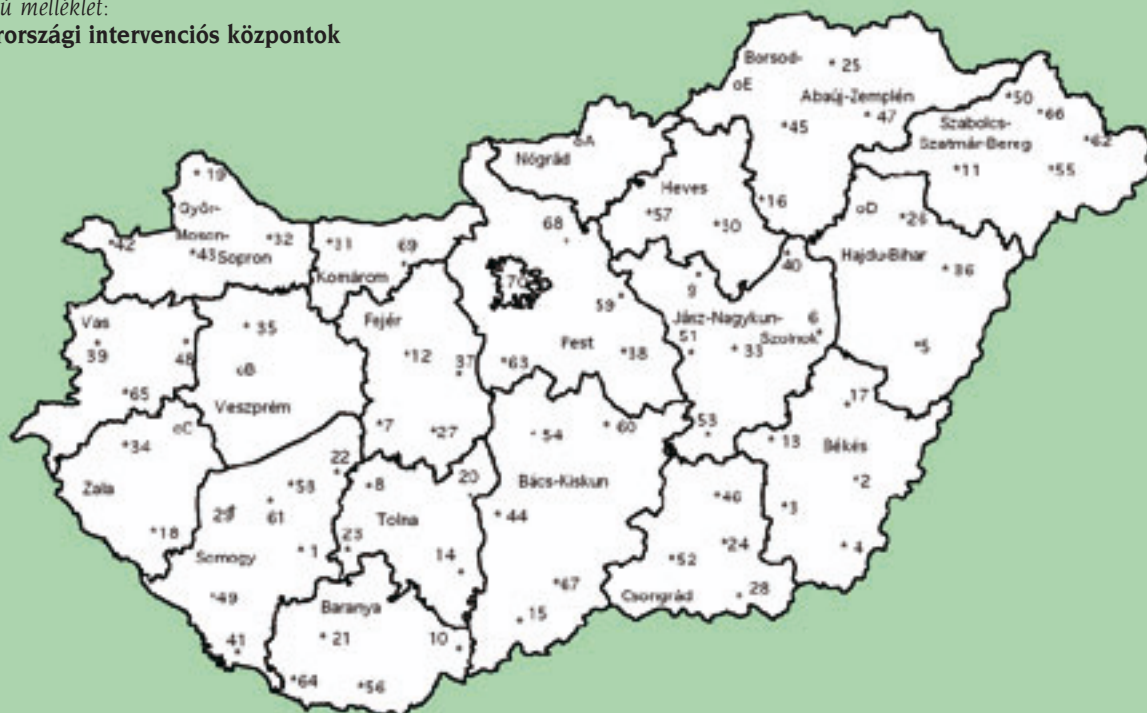 ú melléklet:
rországi intervenciós központok
Borsod-
*25
oE
Abaúj-Zemplén
*50
*66
*47
Szabolcs-
*45
Szatmár-Bereg
*62
oA
Nógrád
*11
*55
*19
Heves
*16
Győr-
*57
*30
oD
*26
68
Moson-
*32
*31
69
*42
*43 Sopron
Hajdu-Bihar
*36
Komárom
40
70
9
59
Vas
*35
Fejér
Jász-Nagykun-
6
51
Szolnok
39
48
*12
37
Fest
*38
*33
*5
oB
*63
*65
Veszprém
17
oC
*7
*27
53
*34
*54
*60
*13
Békés
22
20
Zala
*53
*8
Bács-Kiskun
*2
29
61
*44
*46
*3
*18
23
Tolna
Somogy
*1
14
*52
*24
*4
*49
*67
Csongrád
28
Baranya
*15
41
*21
10
*64
*56